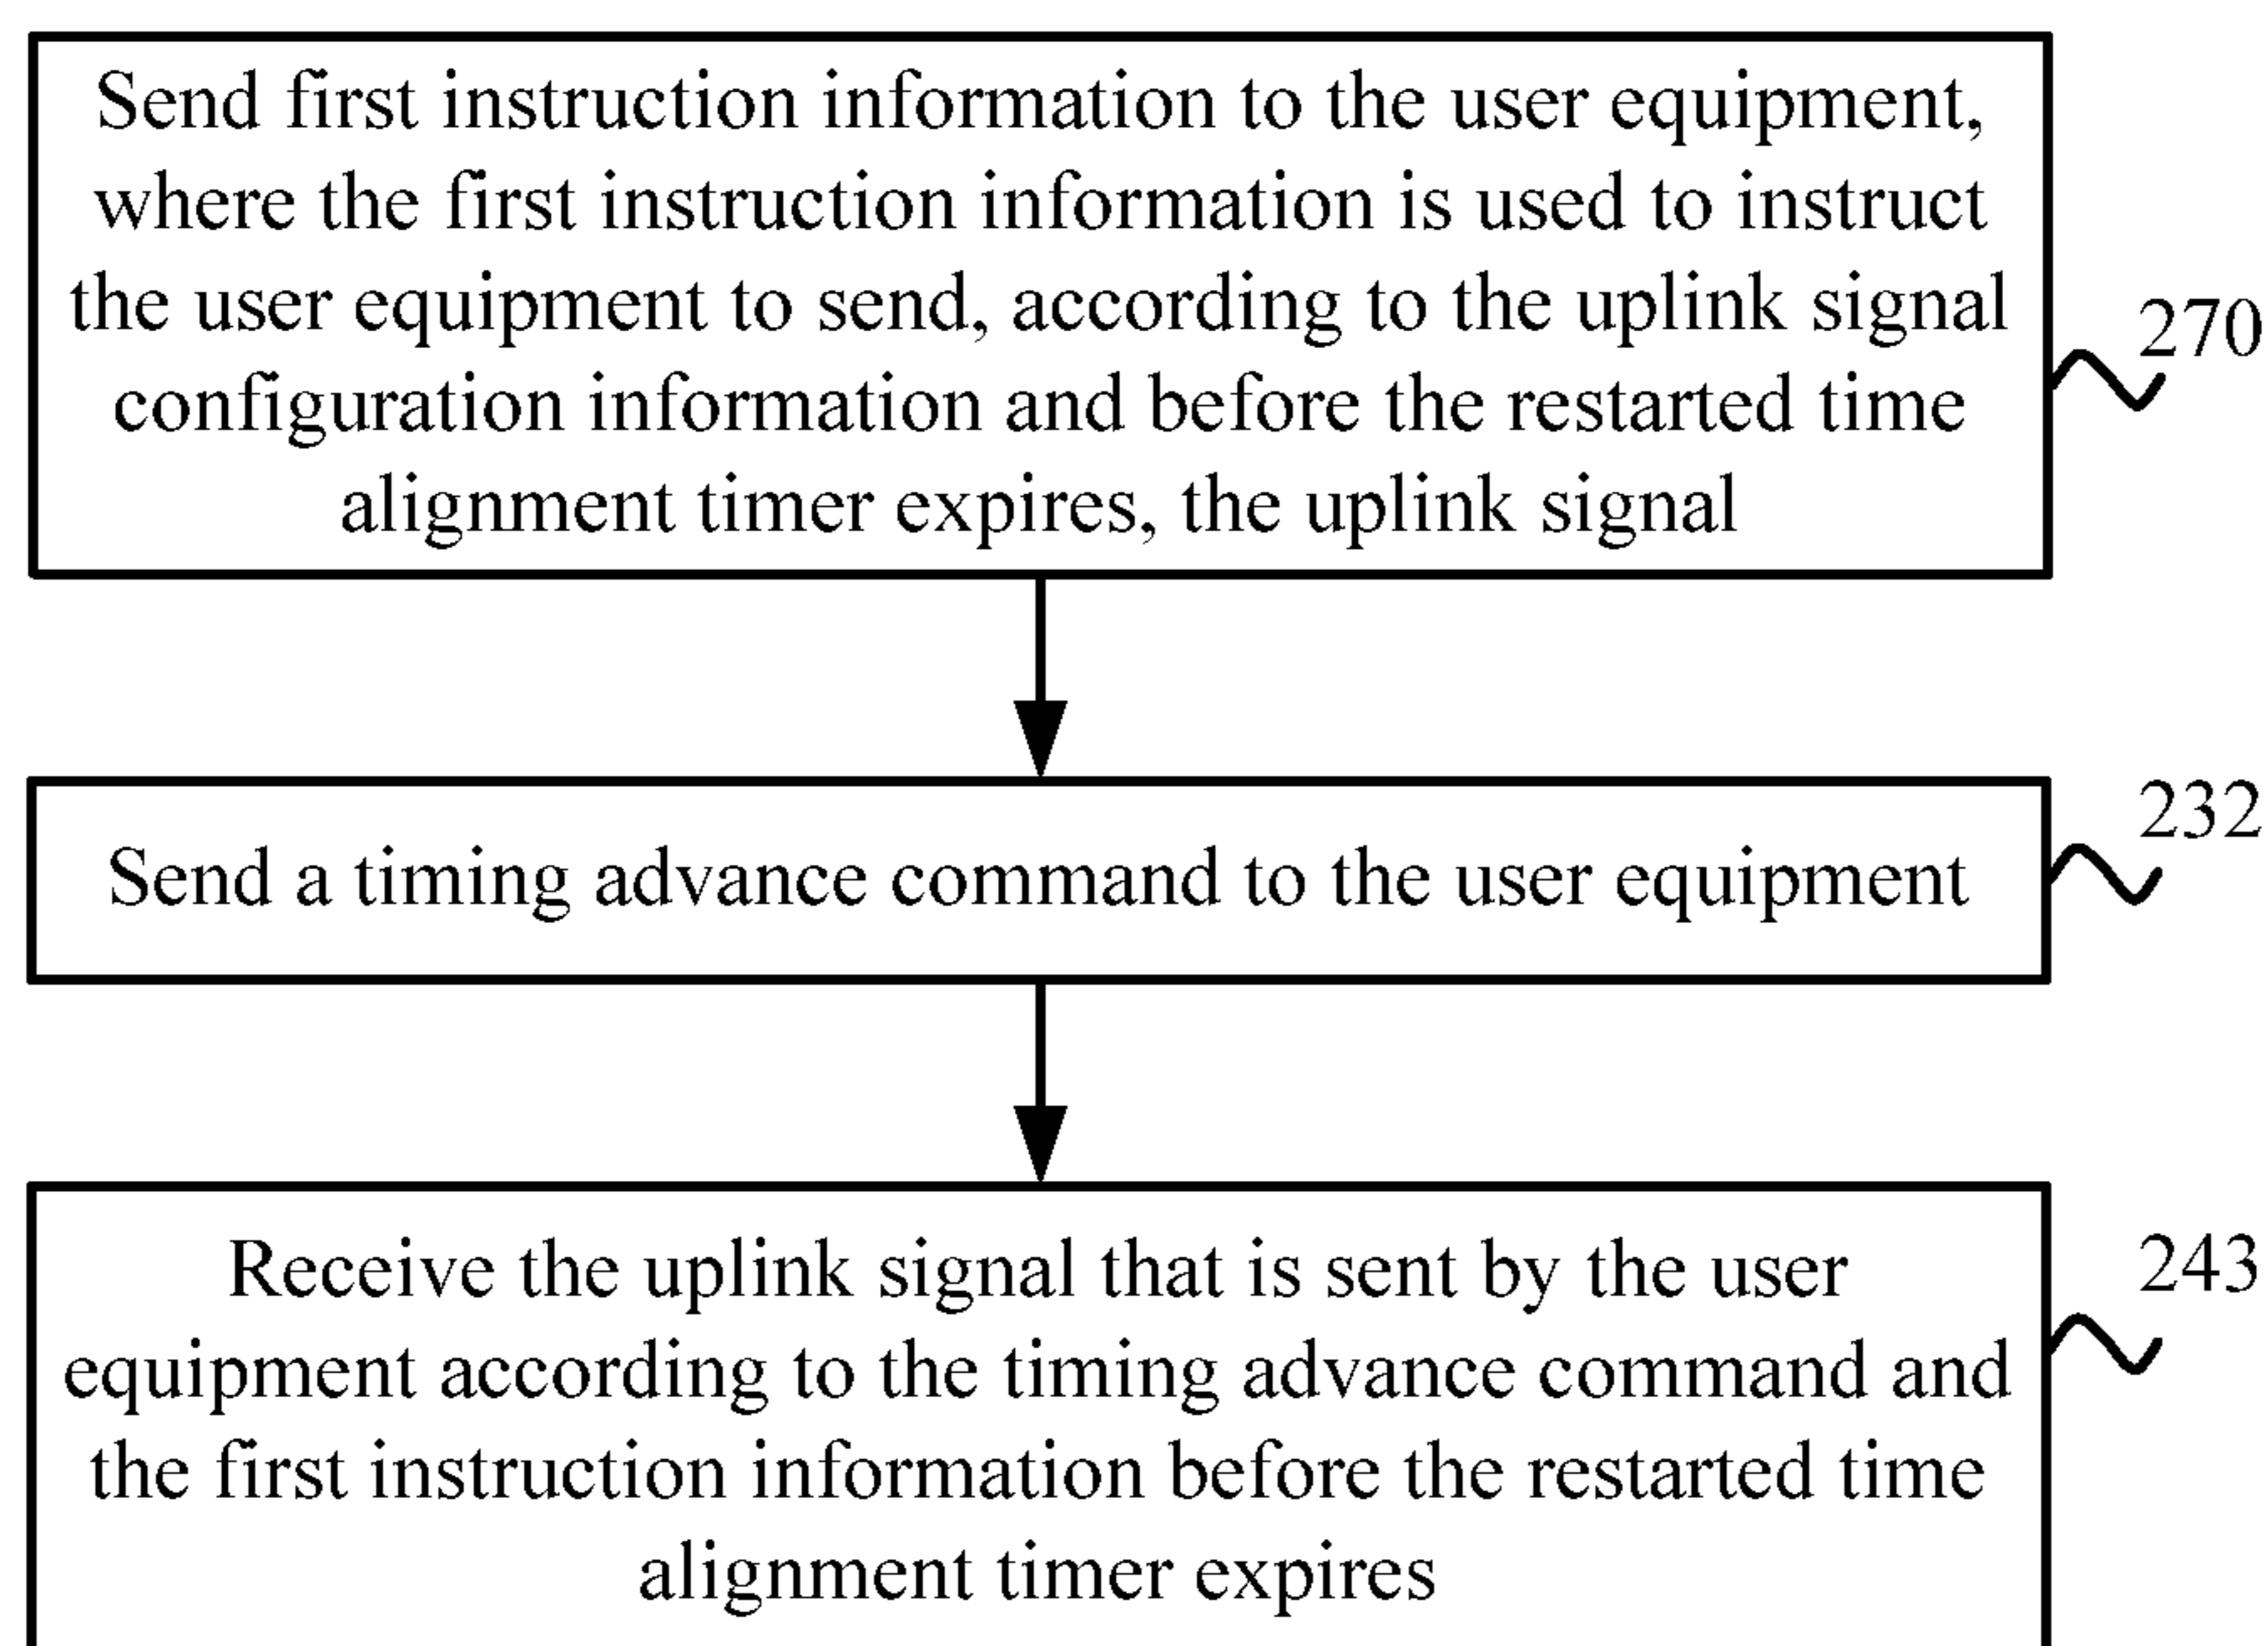 Send first instruction information to the user equipment,
where the first instruction information is used to instruct
the user equipment to send, according to the uplink signal
configuration information and before the restarted time
alignment timer expires, the uplink signal
270
Send a timing advance command to the user equipment
232
Receive the uplink signal that is sent by the user
equipment according to the timing advance command and
the first instruction information before the restarted time
alignment timer expires
243